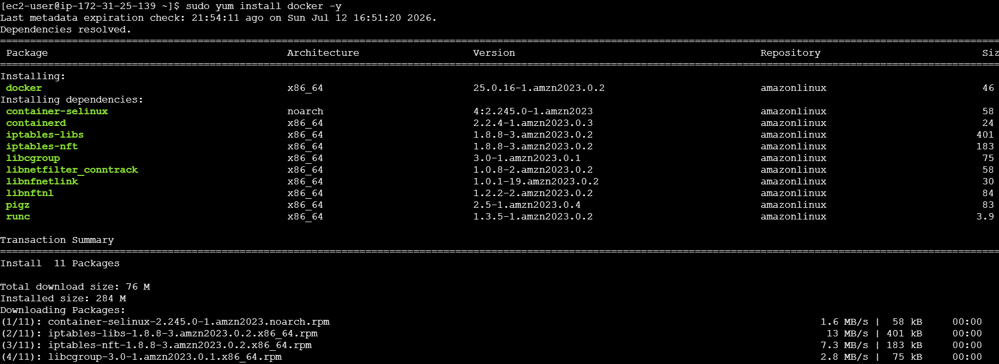 [ec2-user@ip-172-31-25-139 ~]$ sudo yum install docker -y
Last metadata expiration check: 21:54:11 ago on Sun Jul 12 16:51:20 2026.
Dependencies resolved.
Package Architecture Version Repository Siz
Installing:
docker x86_64 25.0.16-1.amzn2023.0.2 amazonlinux 46
Installing dependencies:
container-selinux noarch 4:2.245.0-1.amzn2023 amazonlinux 58
containerd x86_64 2.2.4-1.amzn2023.0.3 amazonlinux 24
iptables-libs x86_64 1.8.8-3.amzn2023.0.2 amazonlinux 401
iptables-nft x86_64 1.8.8-3.amzn2023.0.2 amazonlinux 183
libcgroup x86_64 3.0-1.amzn2023.0.1 amazonlinux 75
libnetfilter_conntrack x86_64 1.0.8-2.amzn2023.0.2 amazonlinux 58
libnfnetlink x86_64 1.0.1-19.amzn2023.0.2 amazonlinux 30
libnftnl x86_64 1.2.2-2.amzn2023.0.2 amazonlinux 84
pigz x86_64 2.5-1.amzn2023.0.4 amazonlinux 83
runc x86_64 1.3.5-1.amzn2023.0.2 amazonlinux 3.9
Transaction Summary
Install 11 Packages
Total download size: 76 M
Installed size: 284 M
Downloading Packages:
(1/11): container-selinux-2.245.0-1.amzn2023.noarch.rpm 1.6 MB/s | 58 kB 00:00
(2/11): iptables-libs-1.8.8-3.amzn2023.0.2.x86_64.rpm 13 MB/s | 401 kB 00:00
(3/11): iptables-nft-1.8.8-3.amzn2023.0.2.x86_64.rpm 7.3 MB/s | 183 kB 00:00
(4/11): libcgroup-3.0-1.amzn2023.0.1.x86_64.rpm 2.8 MB/s | 75 kB 00:00